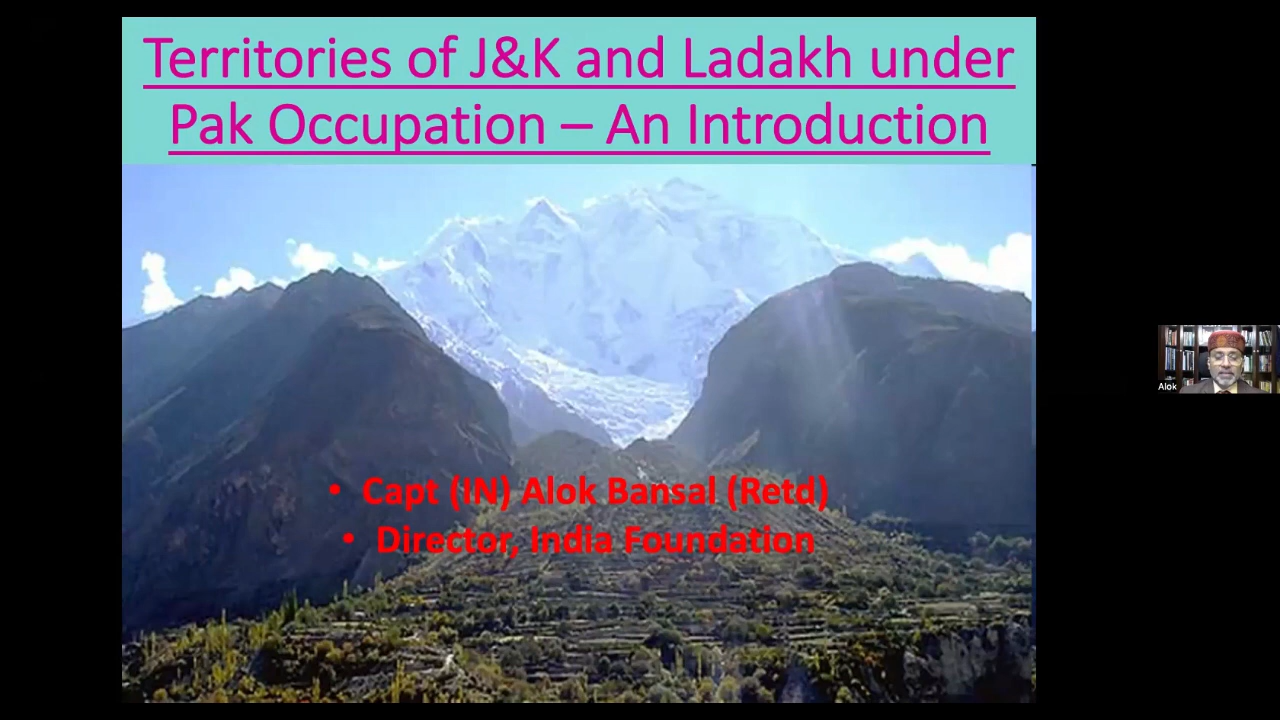 Territories of J&K and Ladakh under
Pak Occupation – An Introduction
• Capt (IN) Alok Bansal (Retd)
• Director, India Foundation
Alok